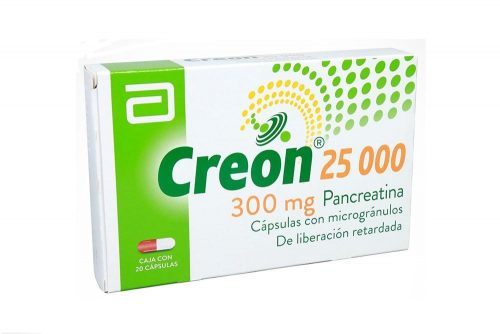 Creon® 25 000
300 mg Pancreatina
Cápsulas con microgránulos
De liberación retardada
CAJA CON
20 CÁPSULAS